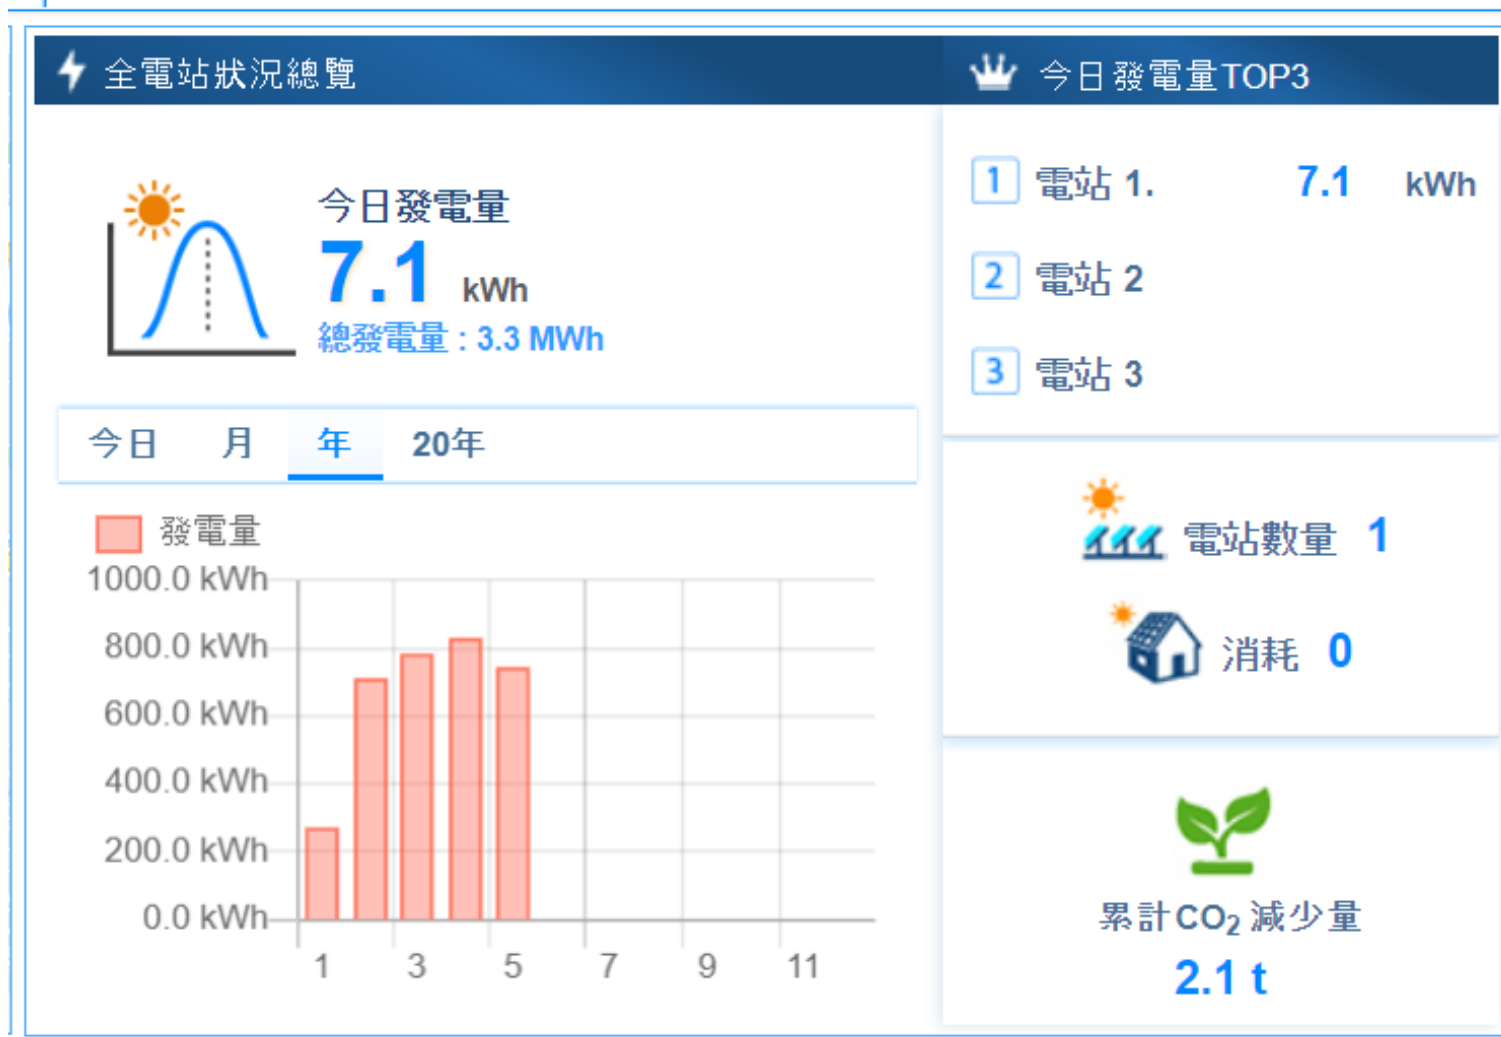 全電站狀況總覽
今日發電量
7.1 kWh
總發電量 : 3.3 MWh
今日 月 年 20年
發電量
1000.0 kWh
800.0 kWh
600.0 kWh
400.0 kWh
200.0 kWh
0.0 kWh
1 3 5 7 9 11
今日發電量TOP3
1 電站 1. 7.1 kWh
2 電站 2
3 電站 3
電站數量 1
消耗 0
累計CO₂ 減少量
2.1 t